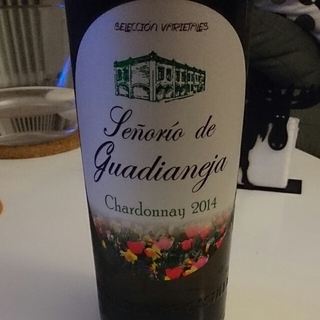 SELECCIÓN VARIETALES
Señorío de
Guadianeja
Chardonnay 2014